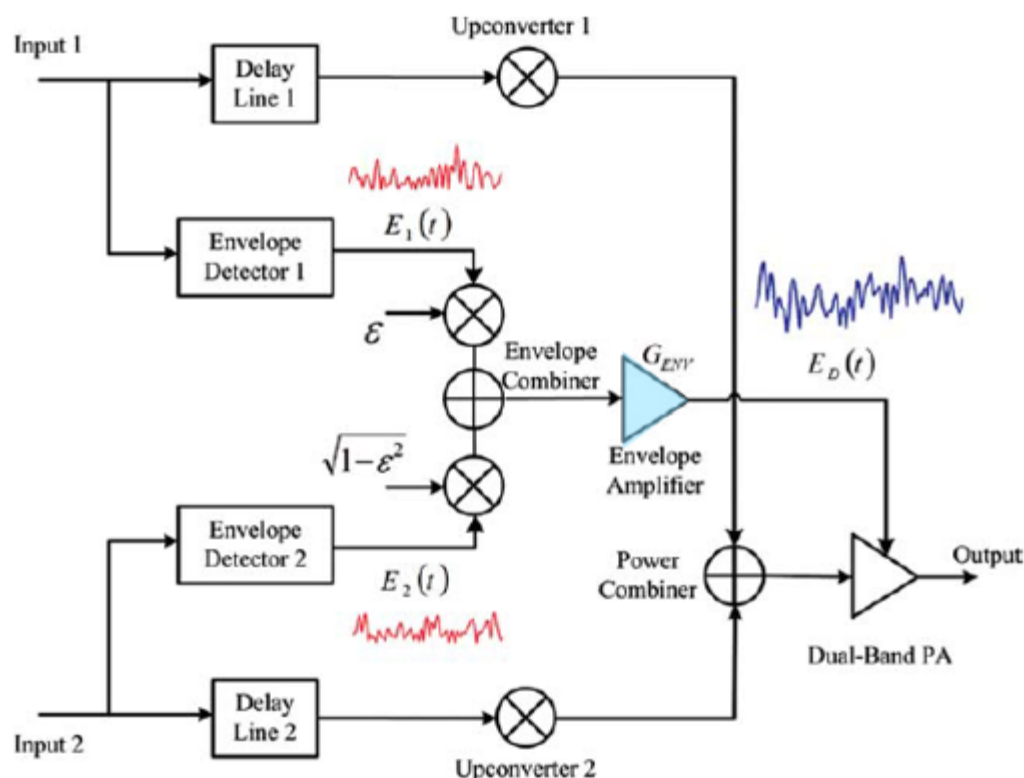 Upconverter 1
Input 1
Delay
Line 1
E₁(t)
Envelope
Detector 1
ε
Envelope
Combiner
G_ENV
E_D(t)
√1-ε²
Envelope
Amplifier
Envelope
Detector 2
E₂(t)
Power
Combiner
Output
Dual-Band PA
Delay
Line 2
Input 2
Upconverter 2